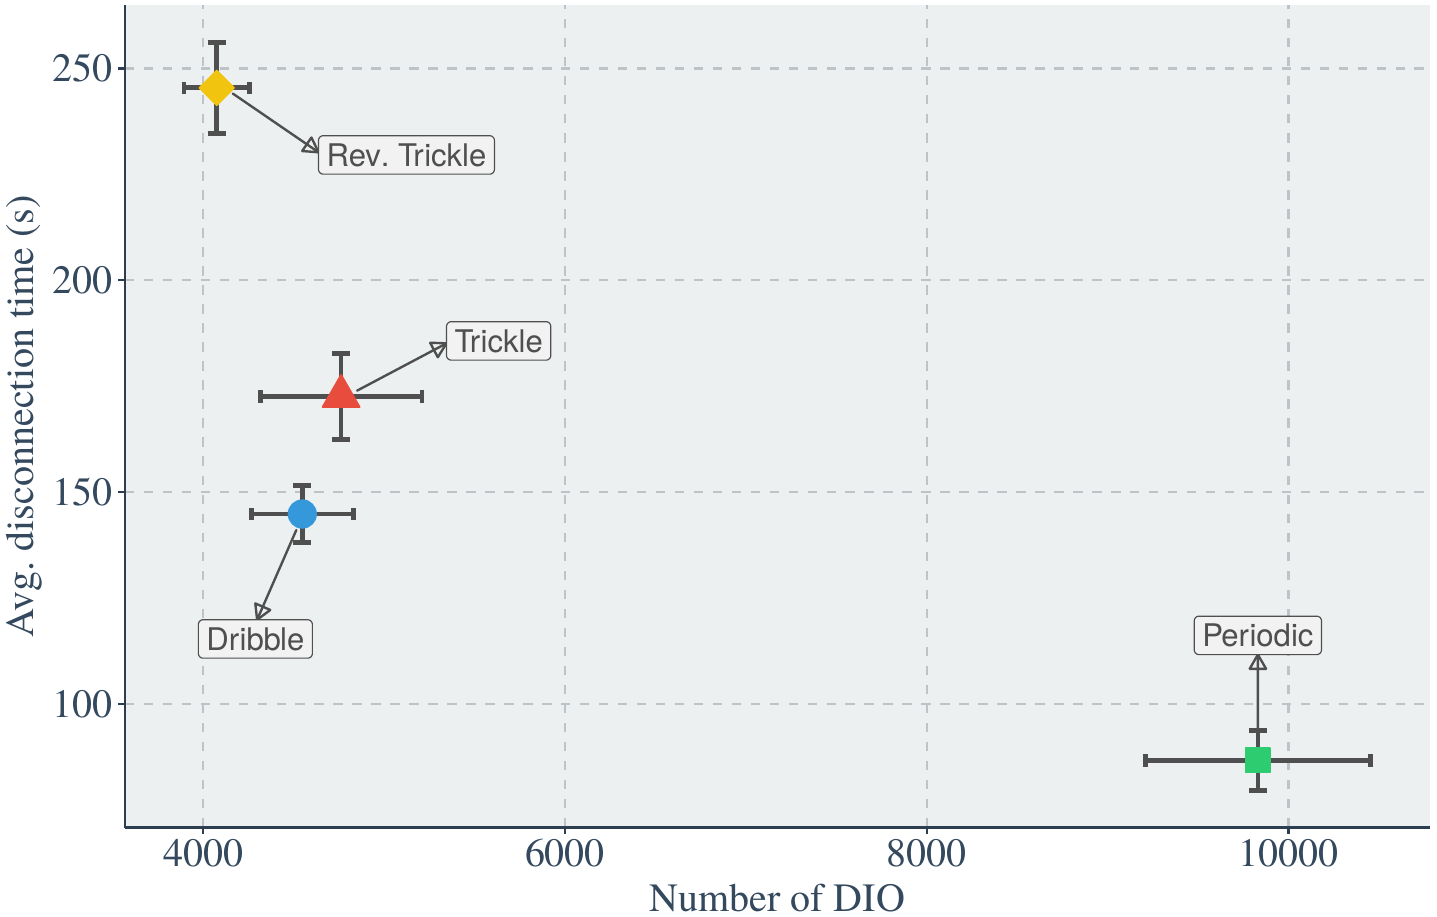 250
Rev. Trickle
200
Trickle
150
Dribble
Periodic
100
Avg. disconnection time (s)
4000 6000 8000 10000
Number of DIO